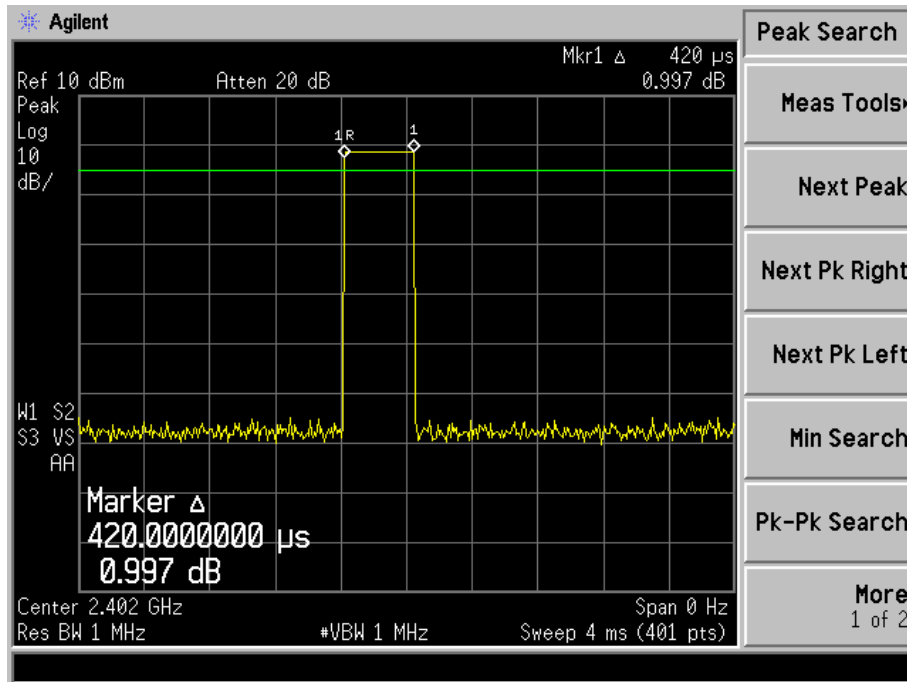 Agilent
Peak Search
Mkr1 Δ 420 µs
Ref 10 dBm Atten 20 dB 0.997 dB
Peak
Log
10
dB/
1R 1
W1 S2
S3 VS
AA
Marker Δ
420.0000000 µs
0.997 dB
Center 2.402 GHz Span 0 Hz
Res BW 1 MHz #VBW 1 MHz Sweep 4 ms (401 pts)
Meas Tools
Next Peak
Next Pk Right
Next Pk Left
Min Search
Pk-Pk Search
More
1 of 2